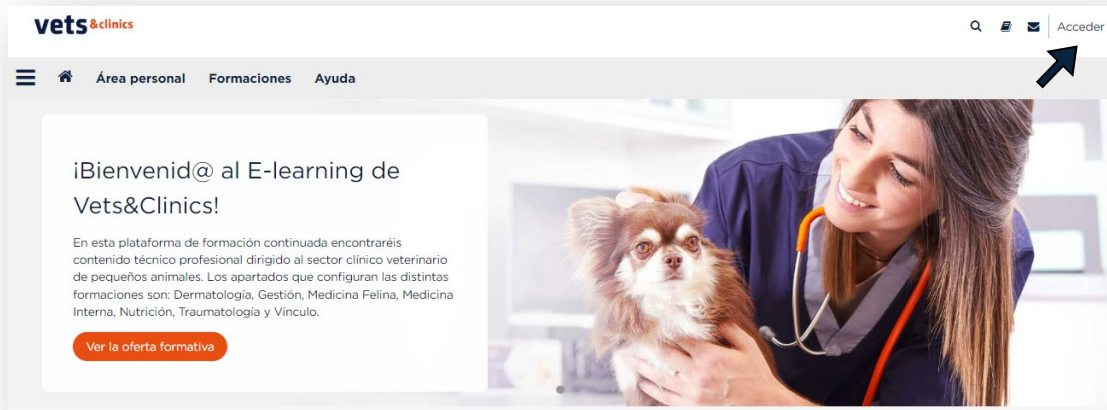 vets &clinics
Acceder
Área personal Formaciones Ayuda
¡Bienvenid@ al E-learning de
Vets&Clinics!
En esta plataforma de formación continuada encontraréis
contenido técnico profesional dirigido al sector clínico veterinario
de pequeños animales. Los apartados que configuran las distintas
formaciones son: Dermatología, Gestión, Medicina Felina, Medicina
Interna, Nutrición, Traumatología y Vínculo.
Ver la oferta formativa